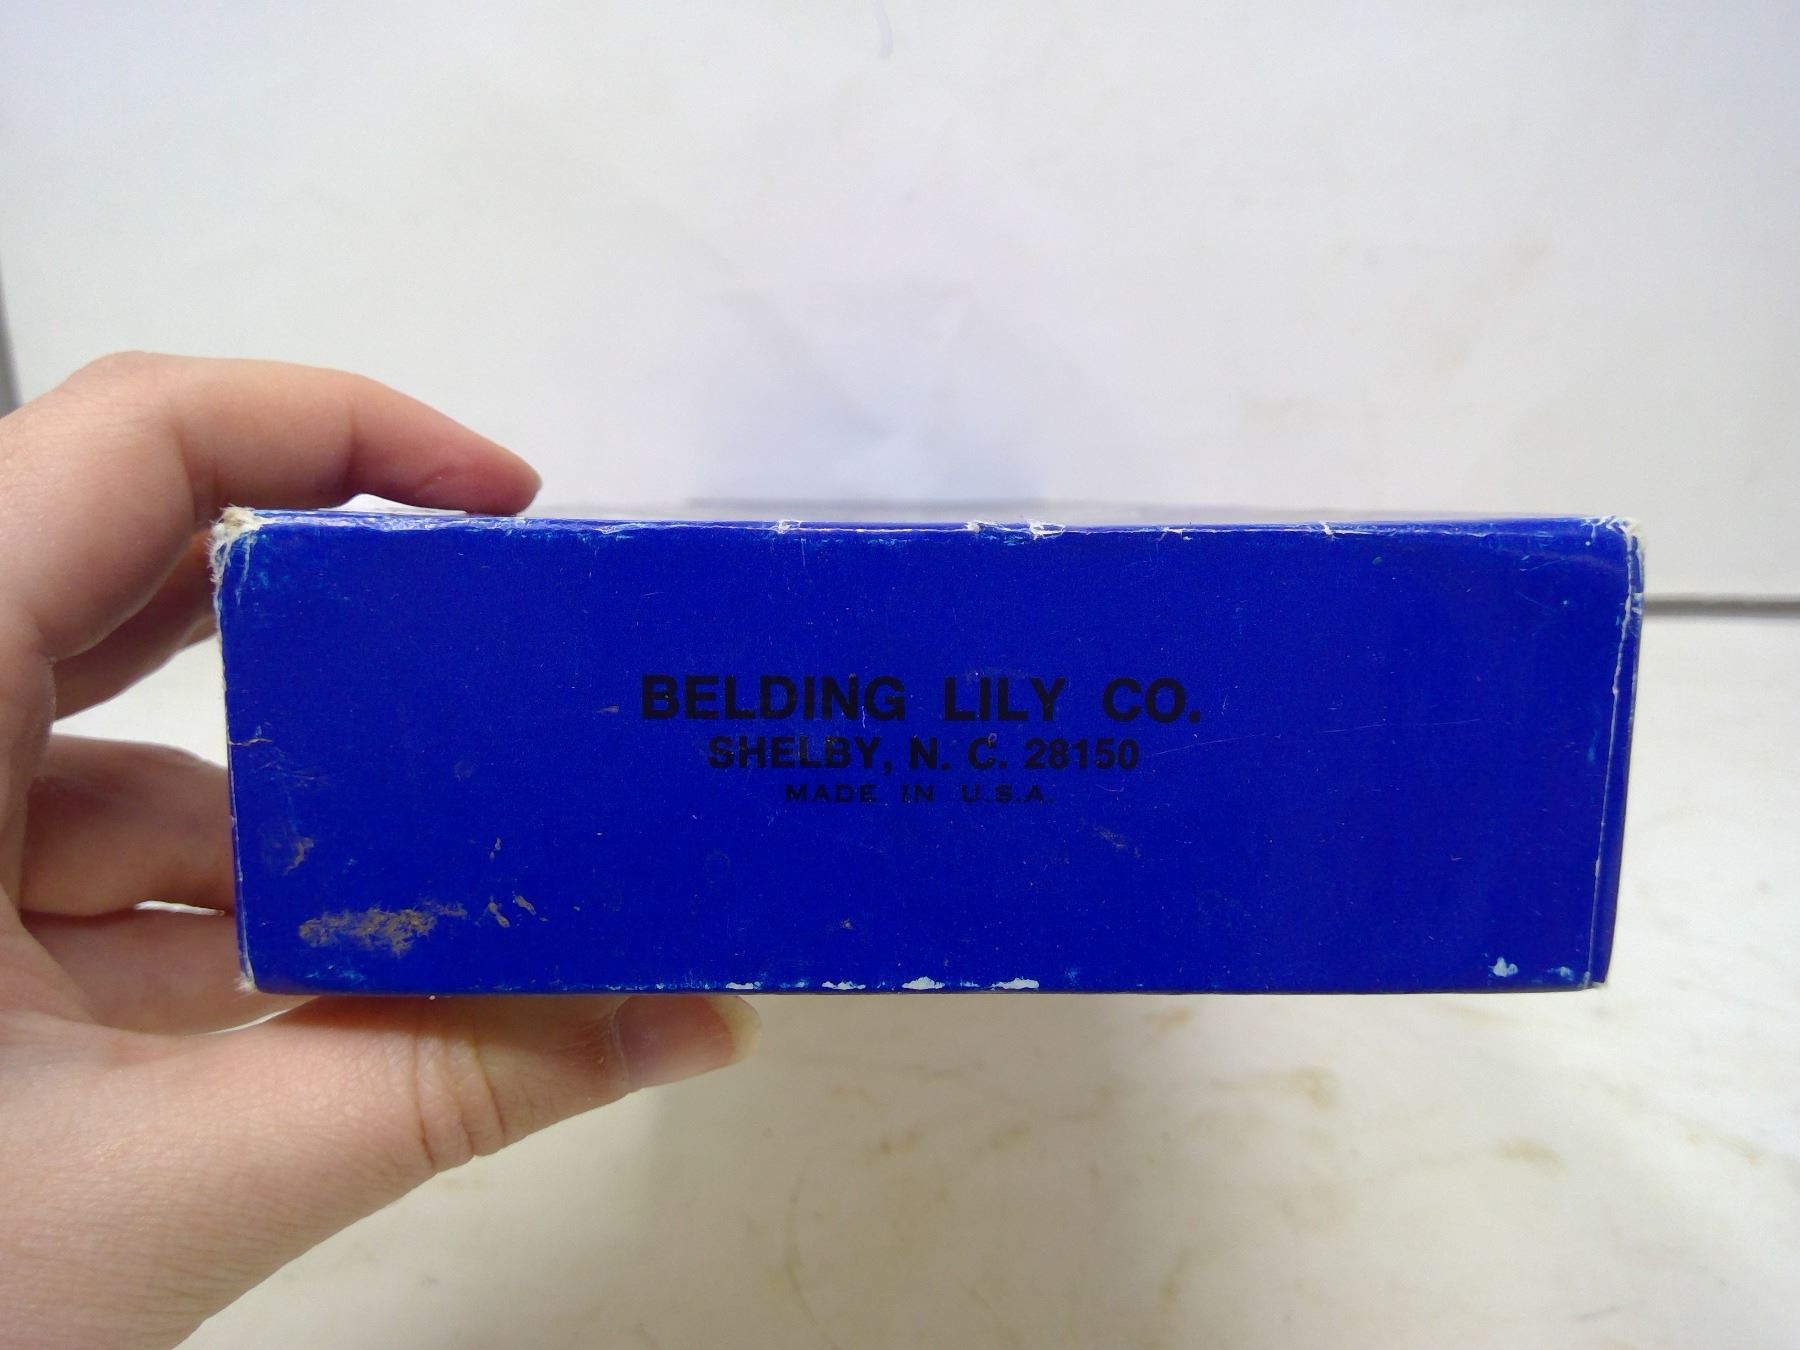 BELDING LILY CO.
SHELBY, N. C. 28150
MADE IN U.S.A.